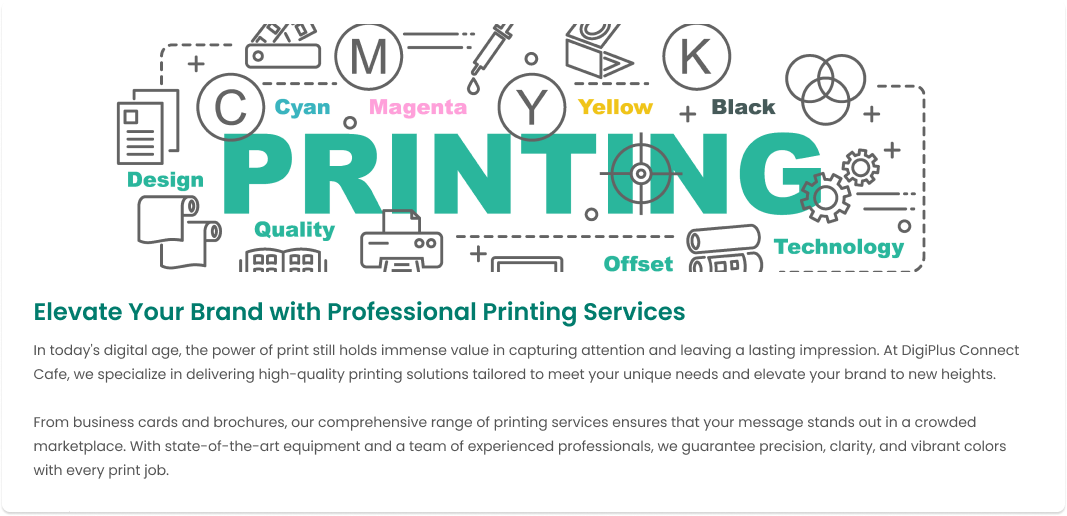 M
K
C
Cyan
Magenta
Y
Yellow
Black
PRINTING
Design
Quality
Technology
Offset
Elevate Your Brand with Professional Printing Services
In today's digital age, the power of print still holds immense value in capturing attention and leaving a lasting impression. At DigiPlus Connect
Cafe, we specialize in delivering high-quality printing solutions tailored to meet your unique needs and elevate your brand to new heights.
From business cards and brochures, our comprehensive range of printing services ensures that your message stands out in a crowded
marketplace. With state-of-the-art equipment and a team of experienced professionals, we guarantee precision, clarity, and vibrant colors
with every print job.